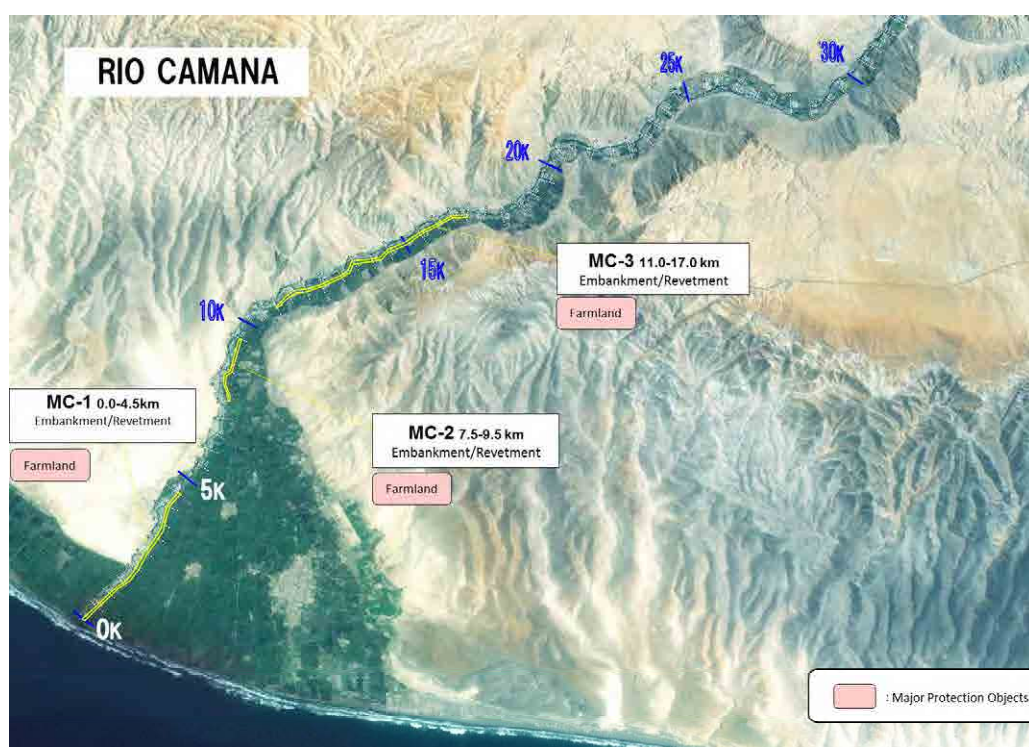 RIO CAMANA
30K
25K
20K
15K
MC-3 11.0-17.0 km
Embankment/Revetment
Farmland
10K
MC-1 0.0-4.5km
Embankment/Revetment
Farmland
MC-2 7.5-9.5 km
Embankment/Revetment
Farmland
5K
0K
: Major Protection Objects